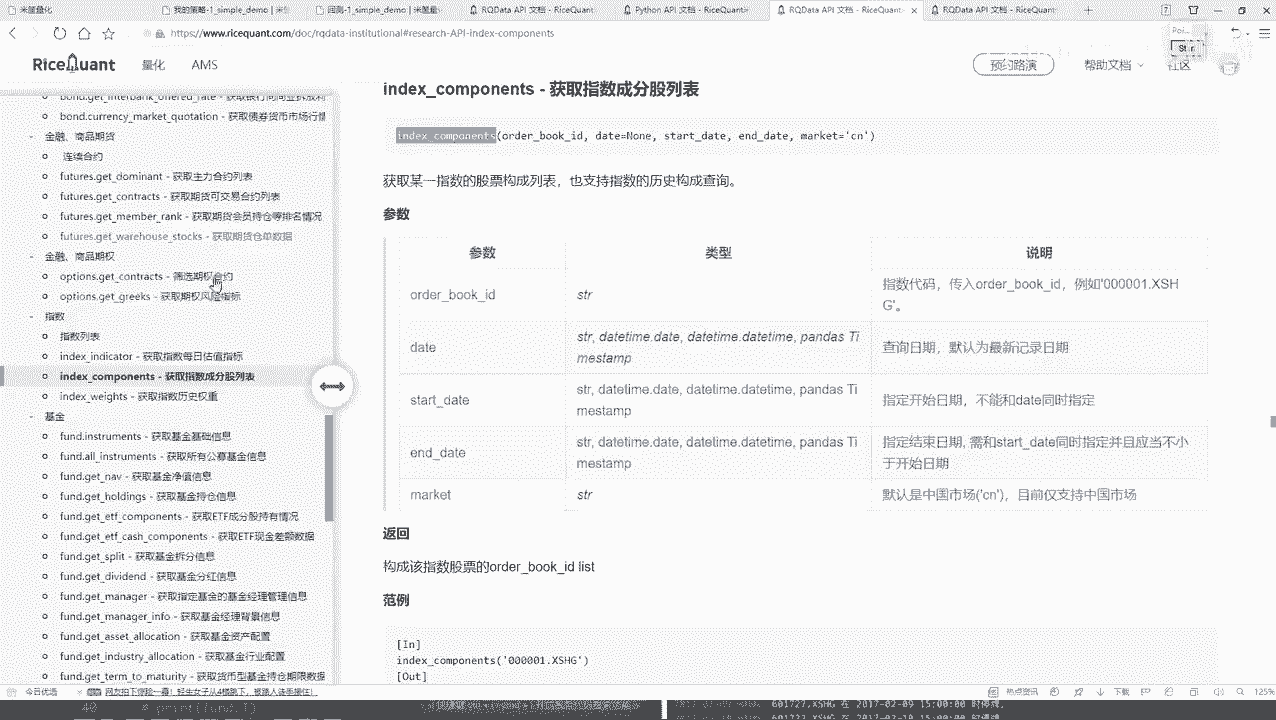 米筐量化
我的策略-1_simple_demo | 米
回测-1_simple_demo | 米筐量
RQData API 文档 - RiceQuant
Python API 文档 - RiceQuant
RQData API 文档 - RiceQuant
RQData API 文档 - RiceQuant
https://www.ricequant.com/doc/rqdata-institutional#research-API-index-components
RiceQuant
量化
AMS
预约路演
帮助文档
社区
bond.get_interbank_offered_rate - 获取银行间同业拆放利
bond.currency_market_quotation - 获取债券货币市场行情
金融、商品期货
连续合约
futures.get_dominant - 获取主力合约列表
futures.get_contracts - 获取期货可交易合约列表
futures.get_member_rank - 获取期货会员持仓等排名情况
futures.get_warehouse_stocks - 获取期货仓单数据
金融、商品期权
options.get_contracts - 筛选期权合约
options.get_greeks - 获取期权风险指标
指数
指数列表
index_indicator - 获取指数每日估值指标
index_components - 获取指数成分股列表
index_weights - 获取指数历史权重
基金
fund.instruments - 获取基金基础信息
fund.all_instruments - 获取所有公募基金信息
fund.get_nav - 获取基金净值信息
fund.get_holdings - 获取基金持仓信息
fund.get_etf_components - 获取ETF成分股持有情况
fund.get_etf_cash_components - 获取ETF现金差额数据
fund.get_split - 获取基金拆分信息
fund.get_dividend - 获取基金分红信息
fund.get_manager - 获取指定基金的基金经理管理信息
fund.get_manager_info - 获取基金经理背景信息
fund.get_asset_allocation - 获取基金资产配置
fund.get_industry_allocation - 获取基金行业配置
fund.get_term_to_maturity - 获取货币型基金持仓期限数据
index_components - 获取指数成分股列表
index_components(order_book_id, date=None, start_date, end_date, market='cn')
获取某一指数的股票构成列表，也支持指数的历史构成查询。
参数
参数 类型 说明
order_book_id str 指数代码，传入order_book_id，例如'000001.XSH
G'。
date str, datetime.date, datetime.datetime, pandas Ti
mestamp 查询日期，默认为最新记录日期
start_date str, datetime.date, datetime.datetime, pandas Ti
mestamp 指定开始日期，不能和date同时指定
end_date str, datetime.date, datetime.datetime, pandas Ti
mestamp 指定结束日期, 需和start_date同时指定并且应当不小
于开始日期
market str 默认是中国市场('cn')，目前仅支持中国市场
返回
构成该指数股票的order_book_id list
范例
[In]
index_components('000001.XSHG')
[Out]
今日优选
热点资讯
下载
125%
601727.XSHG 在 2017-02-09 15:00:00 时停牌,